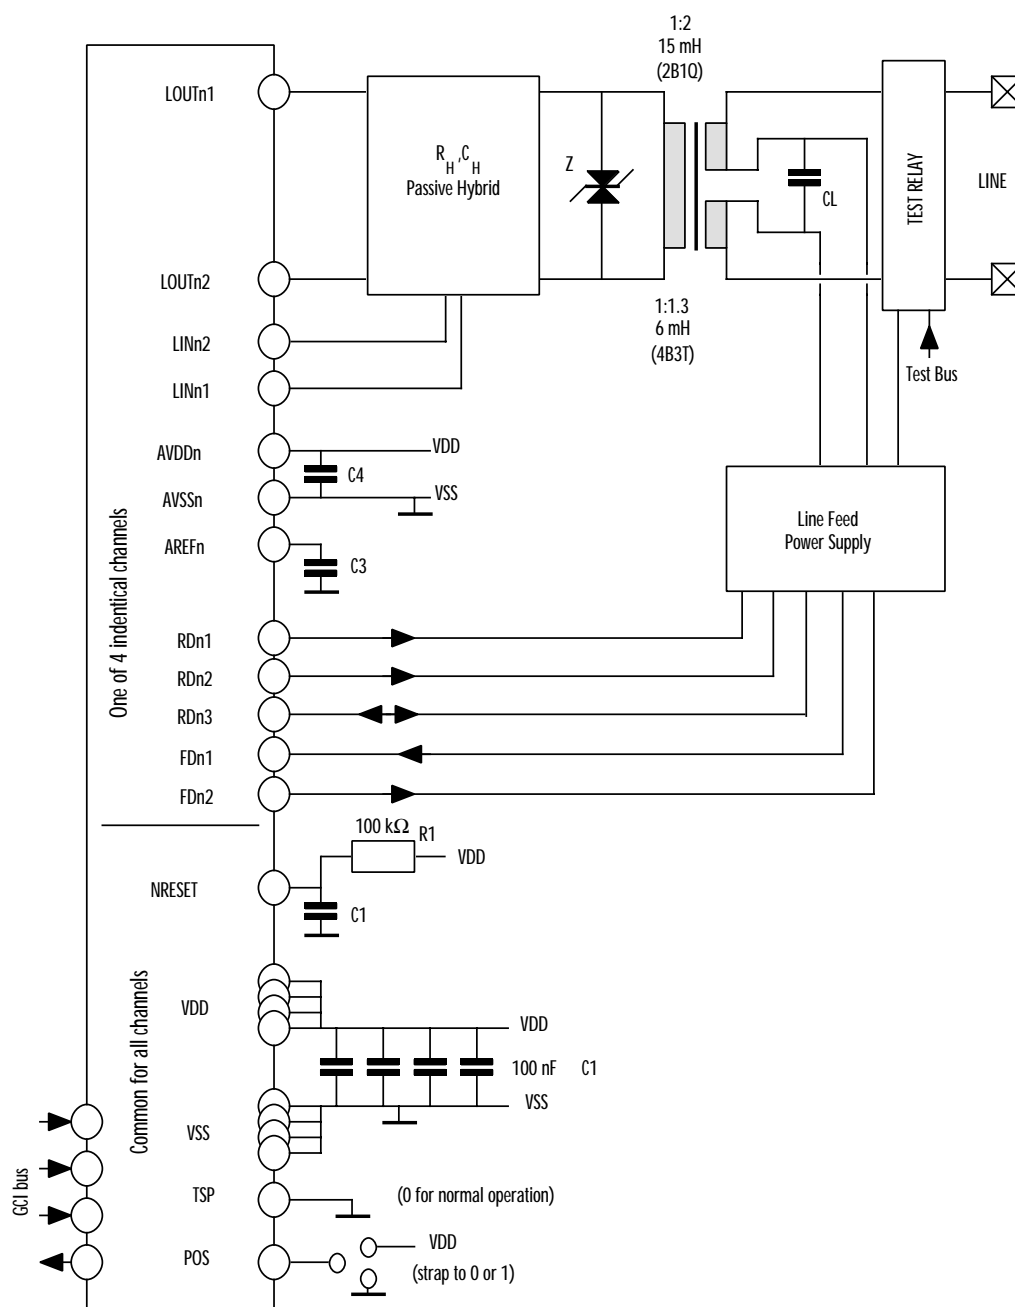 1:2
15 mH
(2B1Q)
LOUTn1
R H , C H
Passive Hybrid
Z
CL
TEST RELAY
LINE
LOUTn2
1:1.3
6 mH
(4B3T)
LINn2
LINn1
Test Bus
AVDDn
VDD
C4
AVSSn
VSS
AREFn
C3
Line Feed
Power Supply
One of 4 indentical channels
RDn1
RDn2
RDn3
FDn1
FDn2
100 kΩ
R1
VDD
NRESET
C1
Common for all channels
VDD
VDD
100 nF C1
VSS
VSS
GCI bus
TSP
(0 for normal operation)
POS
VDD
(strap to 0 or 1)